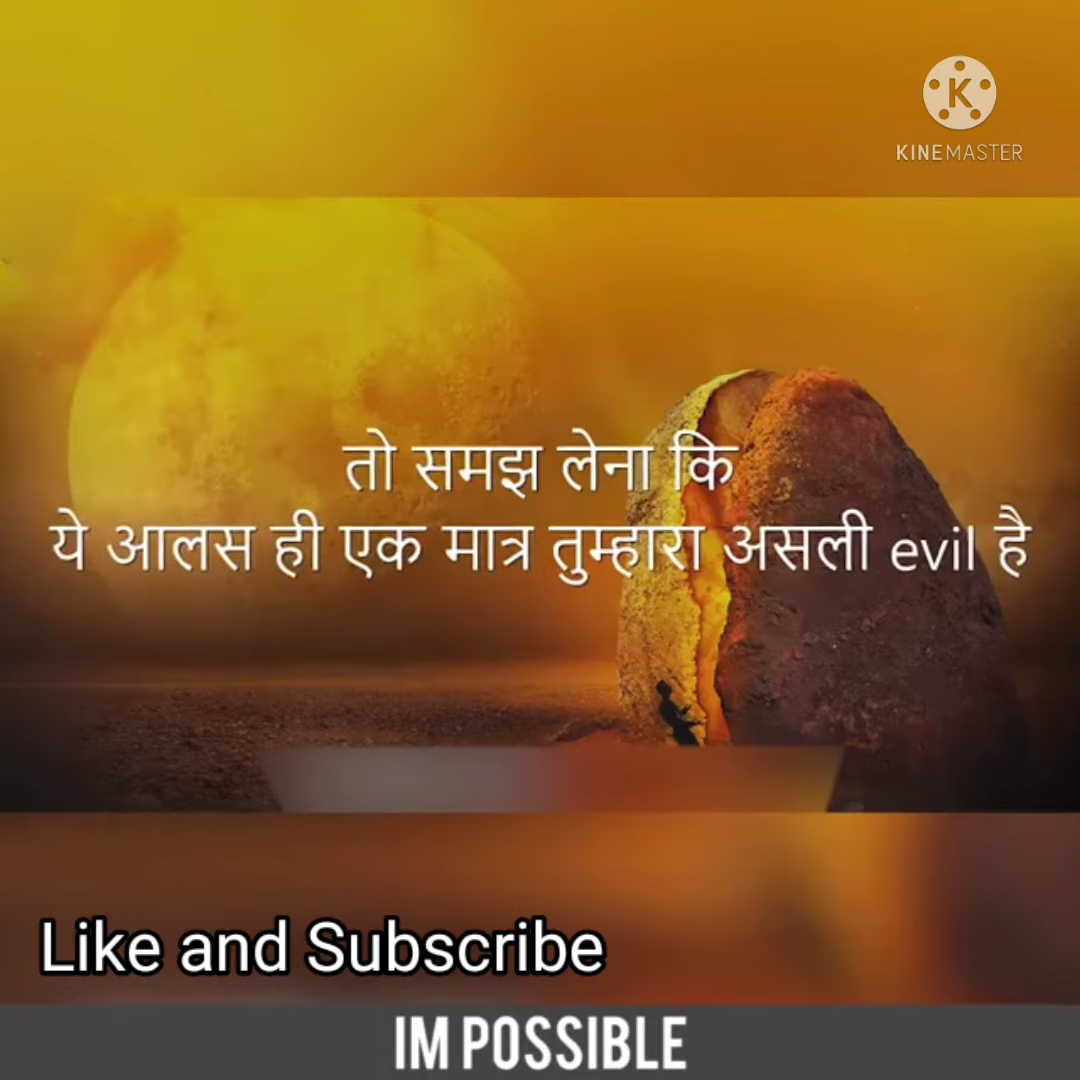 KINEMASTER
तो समझ लेना कि
ये आलस ही एक मात्र तुम्हारा असली evil है
Like and Subscribe
IM POSSIBLE